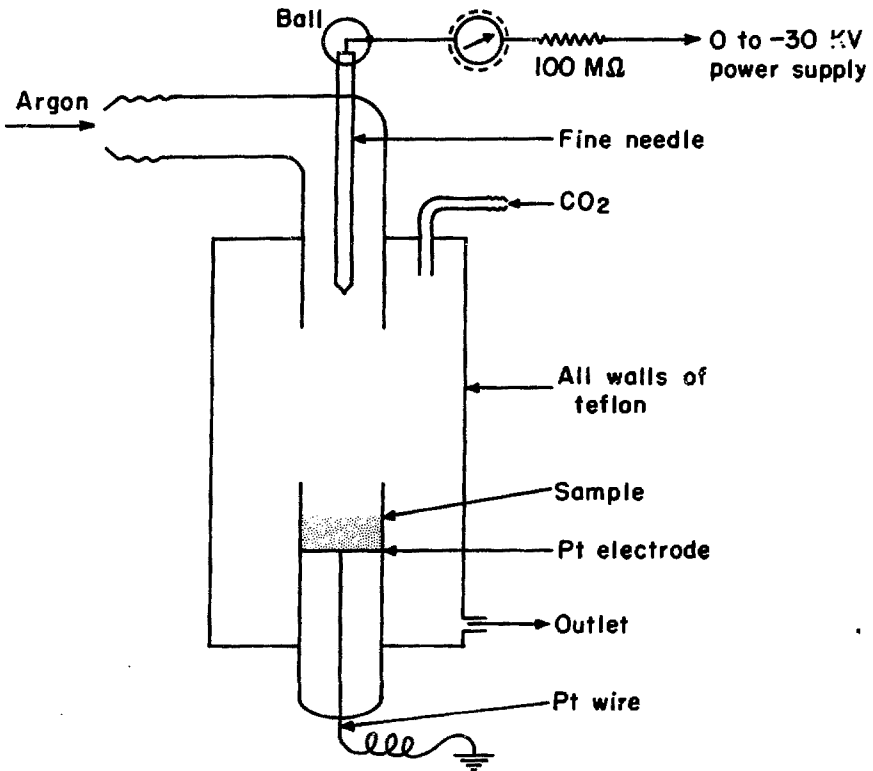 Ball
0 to -30 KV
power supply
100 MΩ
Argon
Fine needle
CO2
All walls of
teflan
Sample
Pt electrode
Outlet
Pt wire